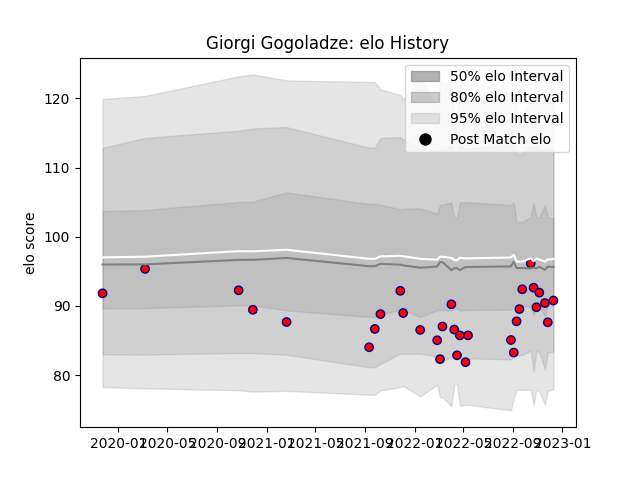 Giorgi Gogoladze: elo History
50% elo Interval
80% elo Interval
95% elo Interval
Post Match elo
elo score
120
110
100
90
80
2020-01
2020-05
2020-09
2021-01
2021-05
2021-09
2022-01
2022-05
2022-09
2023-01